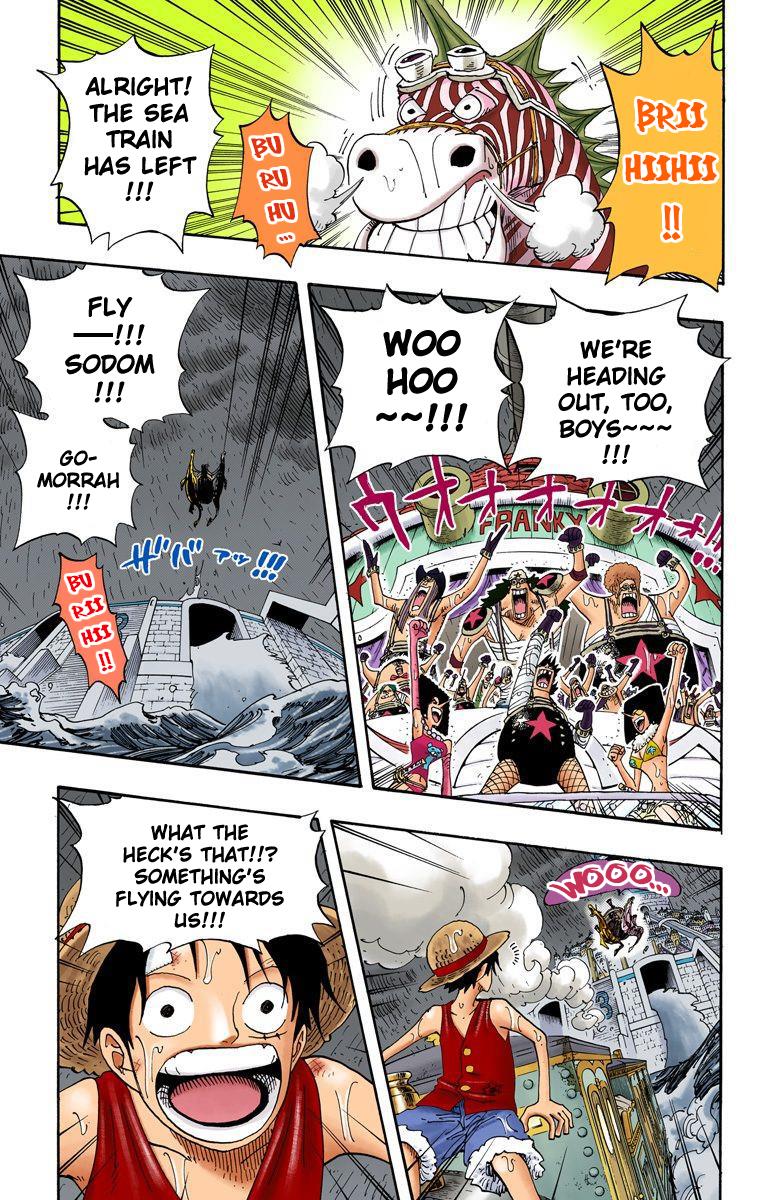 BRII
HIIHII
!!
BU
RU
HU
...
ALRIGHT!
THE SEA
TRAIN
HAS LEFT
!!!
WE'RE
HEADING
OUT, TOO,
BOYS~~~
!!!
WOO
HOO
~~!!!
ウオオオオオオォ!!!
FRANKY
FLY
—!!!
SODOM
!!!
GO-
MORRAH
!!!
ザバァッ!!!
BU
RII
HII
!!
WOOO...
3
WHAT THE
HECK'S THAT!!?
SOMETHING'S
FLYING TOWARDS
US!!!